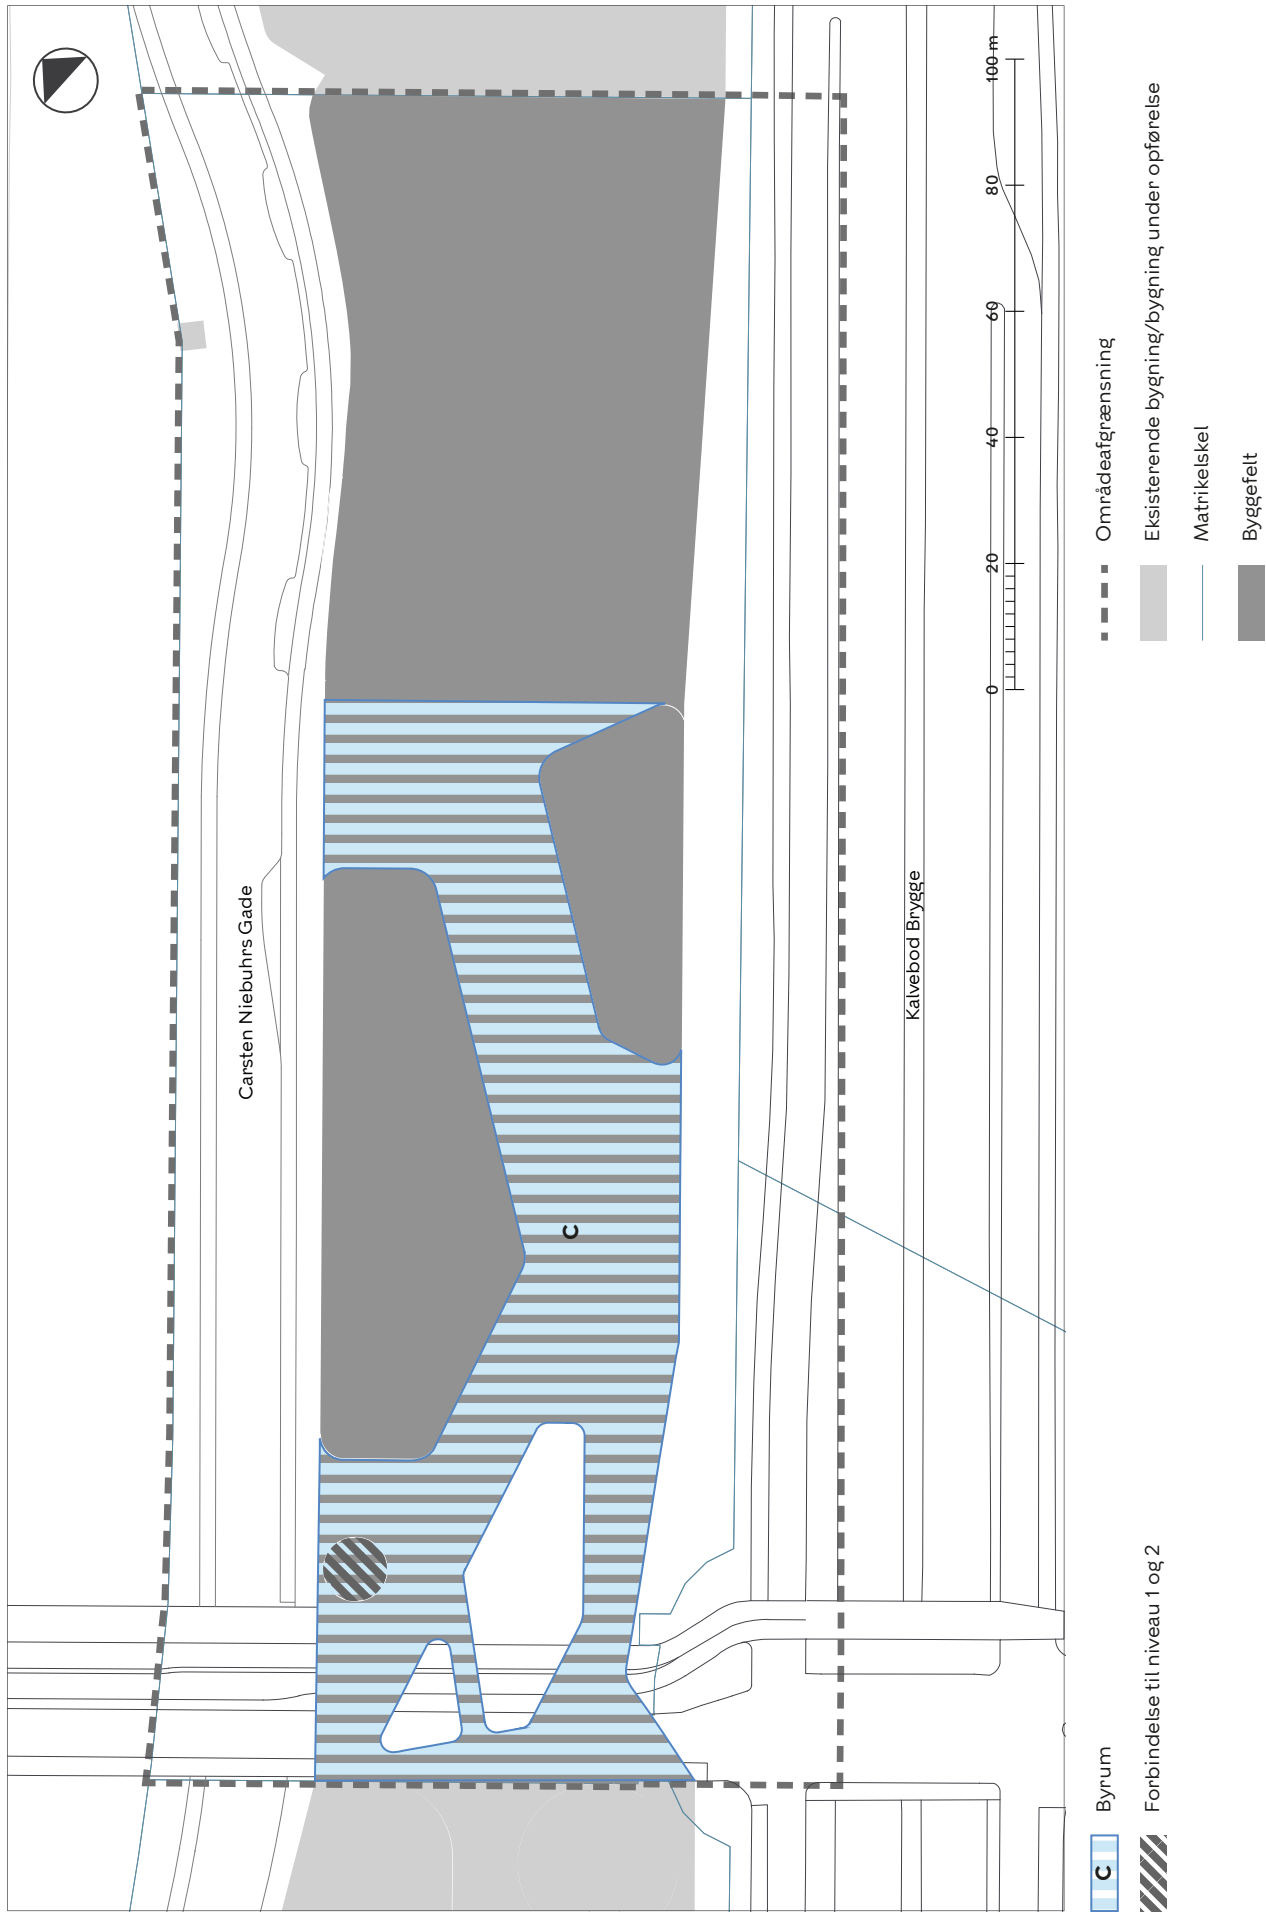 Carsten Niebuhrs Gade
Kalvebod Brygge
C
0 20 40 60 80 100 m
C Byrum
Forbindelse til niveau 1 og 2
Områdeafgrænsning
Eksisterende bygning/bygning under opførelse
Matrikelskel
Byggefelt